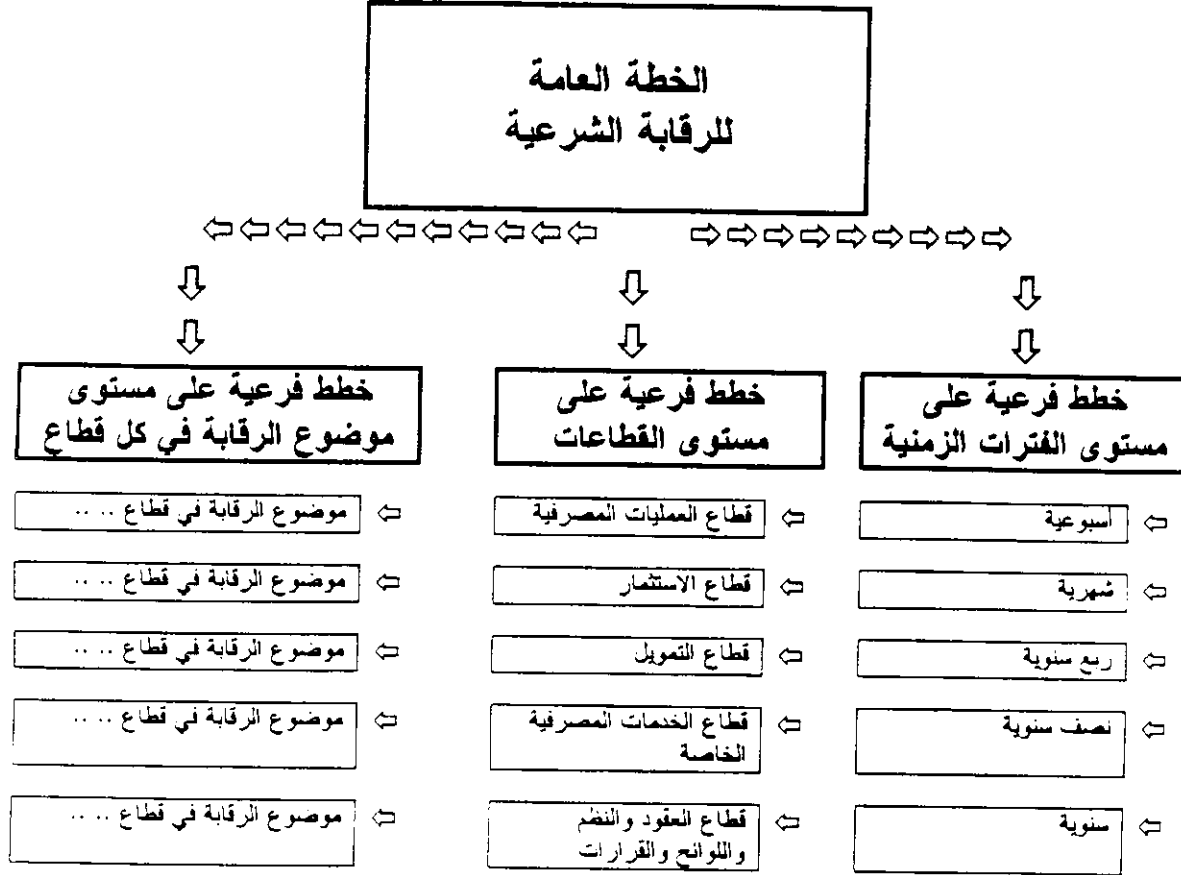 الخطة العامة
للرقابة الشرعية
خطط فرعية على
مستوى الفترات الزمنية
أسبوعية
شهرية
ربع سنوية
نصف سنوية
سنوية
خطط فرعية على
مستوى القطاعات
قطاع العمليات المصرفية
قطاع الاستثمار
قطاع التمويل
قطاع الخدمات المصرفية
الخاصة
قطاع العقود والنظم
واللوائح والقرارات
خطط فرعية على مستوى
موضوع الرقابة في كل قطاع
موضوع الرقابة في قطاع .. ..
موضوع الرقابة في قطاع .. ..
موضوع الرقابة في قطاع .. ..
موضوع الرقابة في قطاع .. ..
موضوع الرقابة في قطاع .. ..